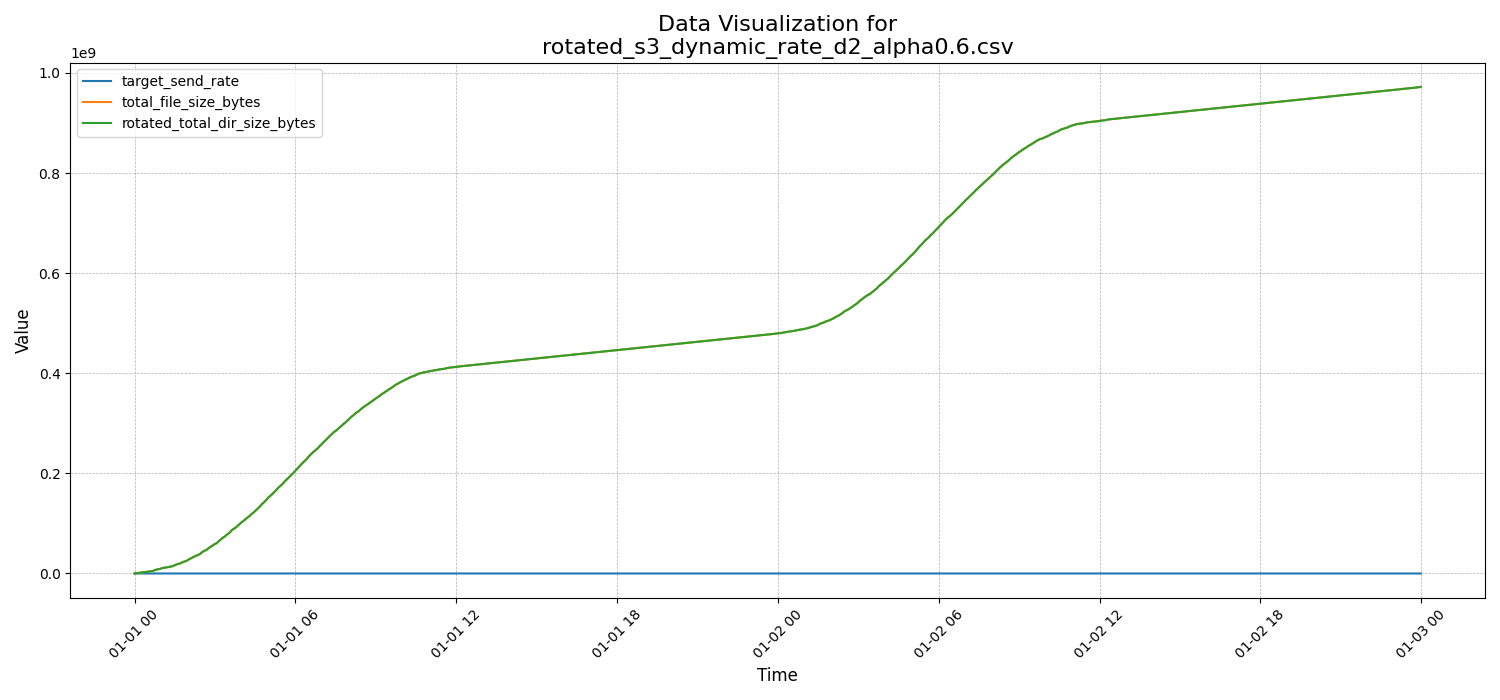 Data Visualization for
rotated_s3_dynamic_rate_d2_alpha0.6.csv
1e9
target_send_rate
total_file_size_bytes
rotated_total_dir_size_bytes
1.0
0.8
0.6
0.4
0.2
0.0
Value
01-01 00
01-01 06
01-01 12
01-01 18
01-02 00
01-02 06
01-02 12
01-02 18
01-03 00
Time